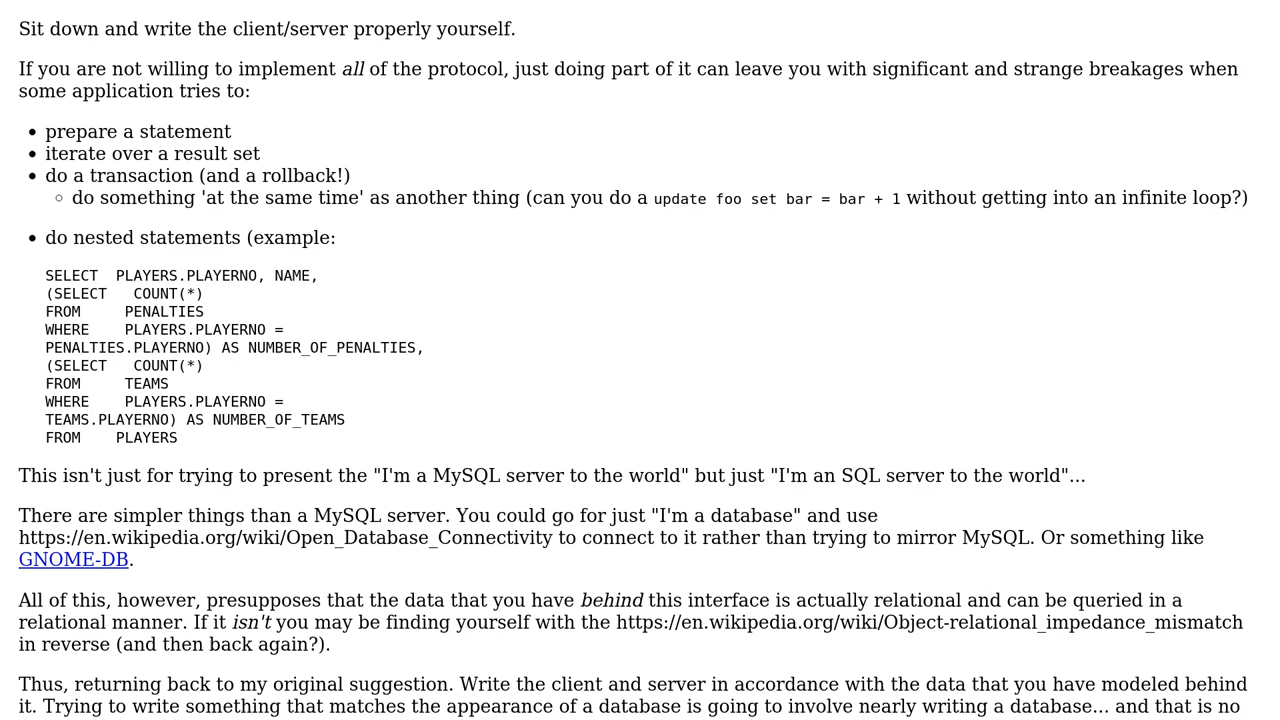 Sit down and write the client/server properly yourself.
If you are not willing to implement all of the protocol, just doing part of it can leave you with significant and strange breakages when
some application tries to:
prepare a statement
iterate over a result set
do a transaction (and a rollback!)
do something 'at the same time' as another thing (can you do a update foo set bar = bar + 1 without getting into an infinite loop?)
do nested statements (example:
SELECT  PLAYERS.PLAYERNO, NAME,
(SELECT   COUNT(*)
FROM     PENALTIES
WHERE    PLAYERS.PLAYERNO =
PENALTIES.PLAYERNO) AS NUMBER_OF_PENALTIES,
(SELECT   COUNT(*)
FROM     TEAMS
WHERE    PLAYERS.PLAYERNO =
TEAMS.PLAYERNO) AS NUMBER_OF_TEAMS
FROM    PLAYERS
This isn't just for trying to present the "I'm a MySQL server to the world" but just "I'm an SQL server to the world"...
There are simpler things than a MySQL server. You could go for just "I'm a database" and use
https://en.wikipedia.org/wiki/Open_Database_Connectivity to connect to it rather than trying to mirror MySQL. Or something like
GNOME-DB.
All of this, however, presupposes that the data that you have behind this interface is actually relational and can be queried in a
relational manner. If it isn't you may be finding yourself with the https://en.wikipedia.org/wiki/Object-relational_impedance_mismatch
in reverse (and then back again?).
Thus, returning back to my original suggestion. Write the client and server in accordance with the data that you have modeled behind
it. Trying to write something that matches the appearance of a database is going to involve nearly writing a database... and that is no